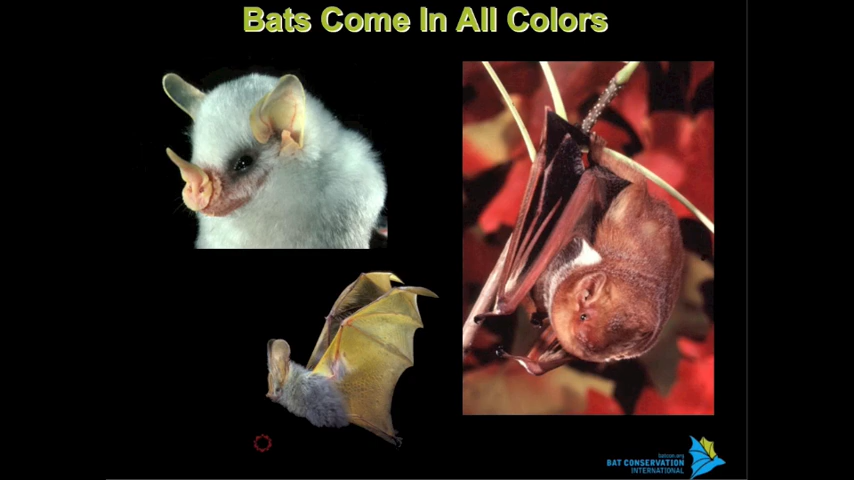 Bats Come In All Colors
batcon.org
BAT CONSERVATION
INTERNATIONAL